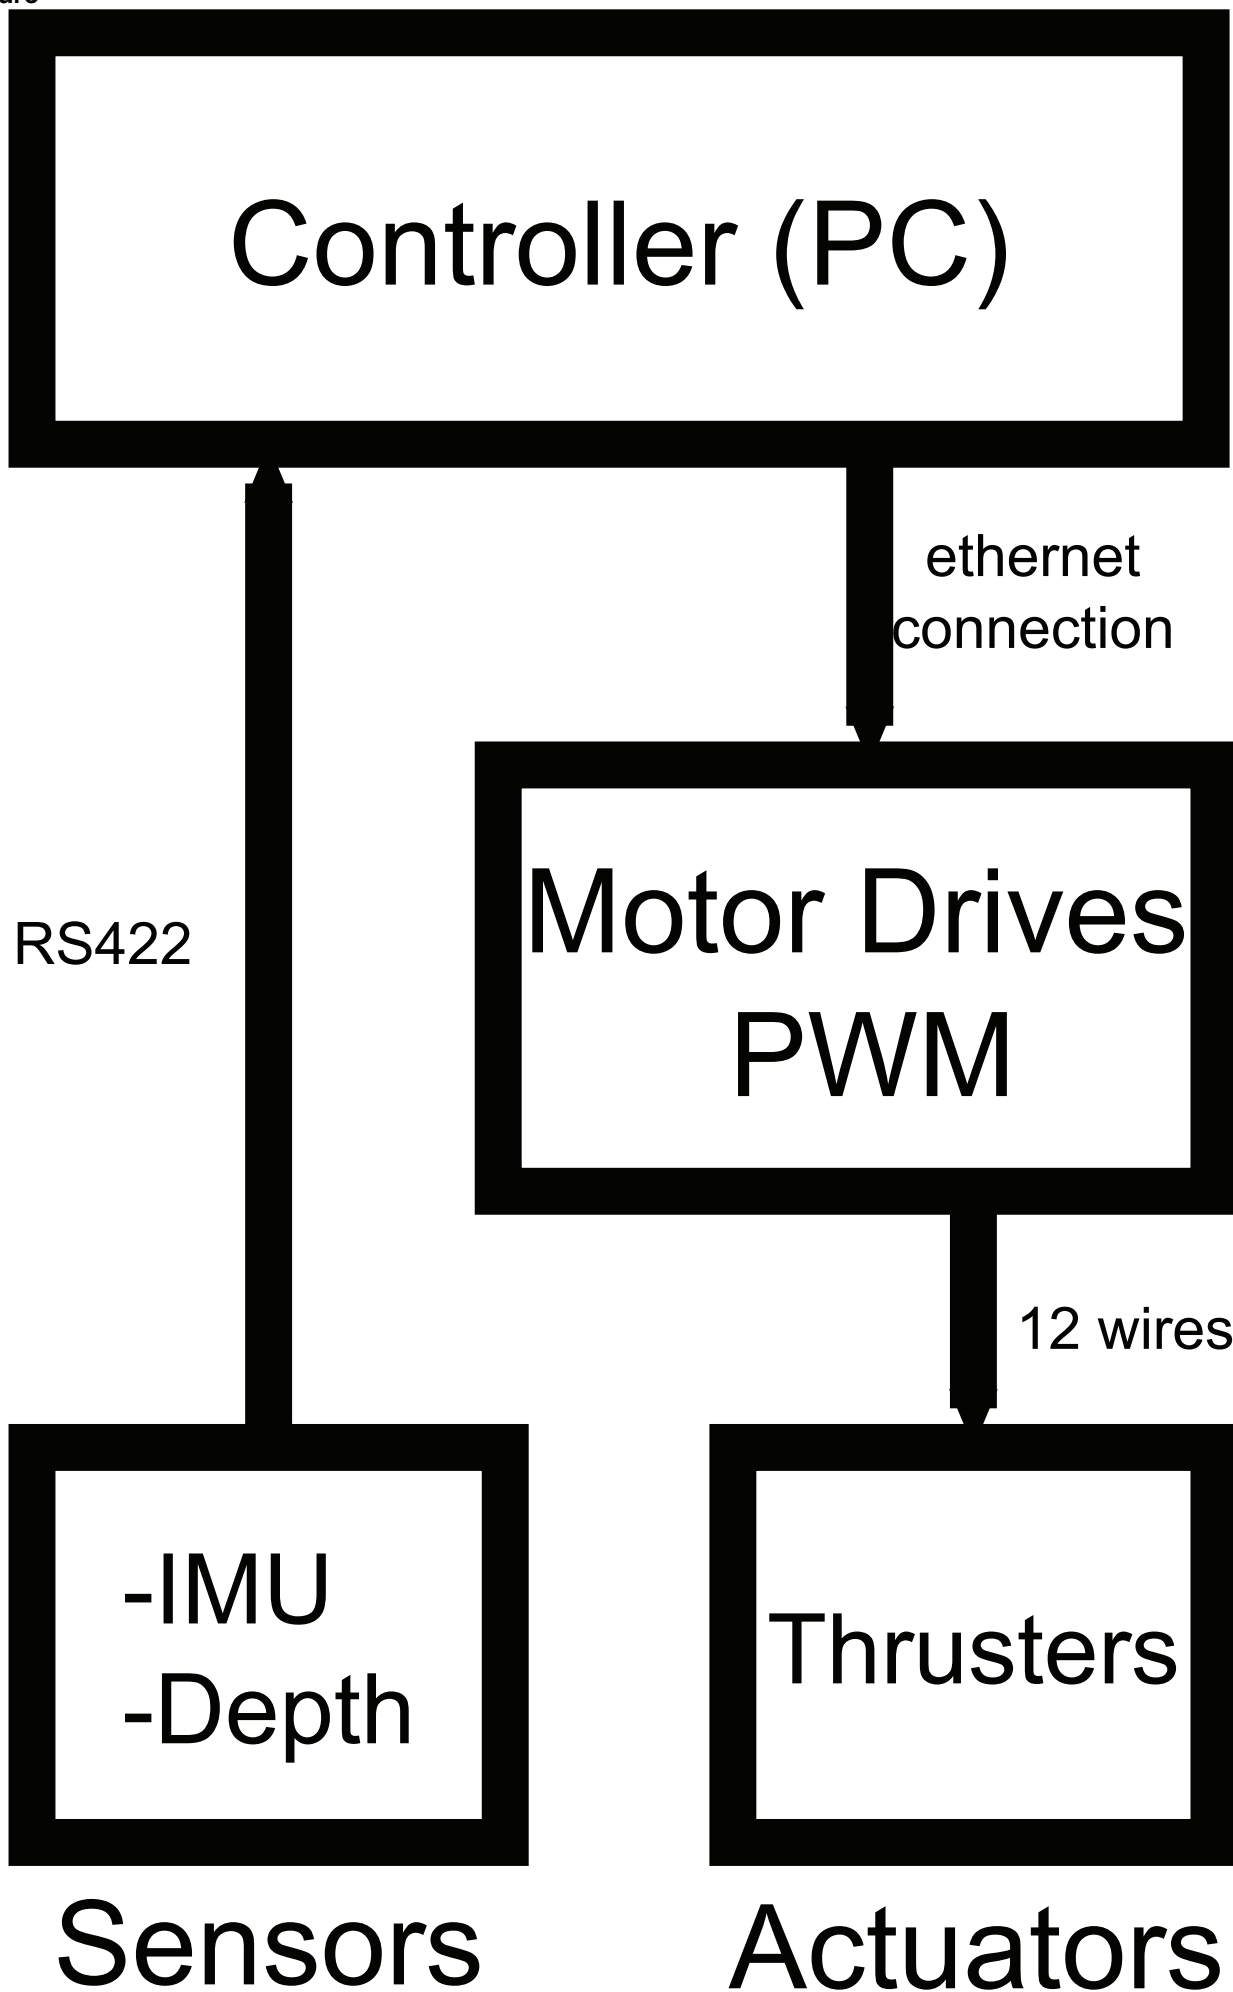 Controller (PC)
ethernet
connection
Motor Drives
PWM
RS422
12 wires
-IMU
-Depth
Thrusters
Sensors
Actuators